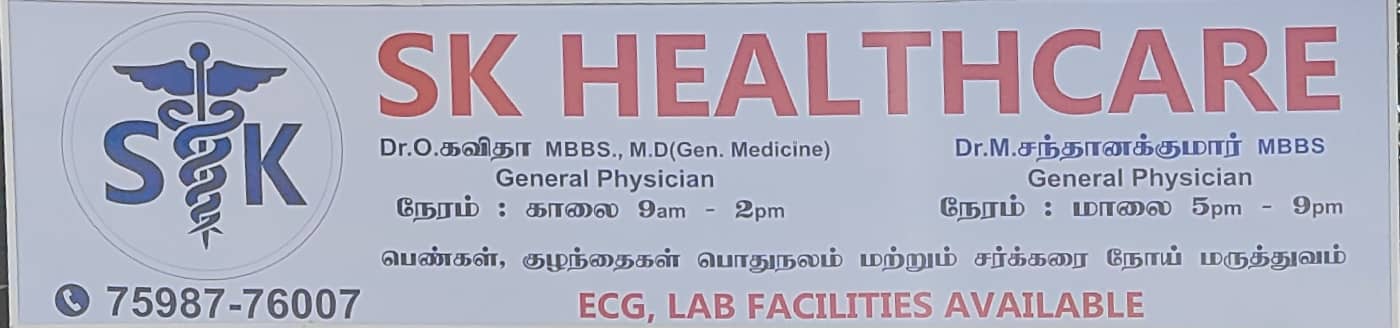 SK HEALTHCARE
SK
Dr.O.கவிதா MBBS., M.D(Gen. Medicine)
General Physician
நேரம் : காலை 9am - 2pm
Dr.M.சந்தானக்குமார் MBBS
General Physician
நேரம் : மாலை 5pm - 9pm
பெண்கள், குழந்தைகள் பொதுநலம் மற்றும் சர்க்கரை நோய் மருத்துவம்
75987-76007
ECG, LAB FACILITIES AVAILABLE